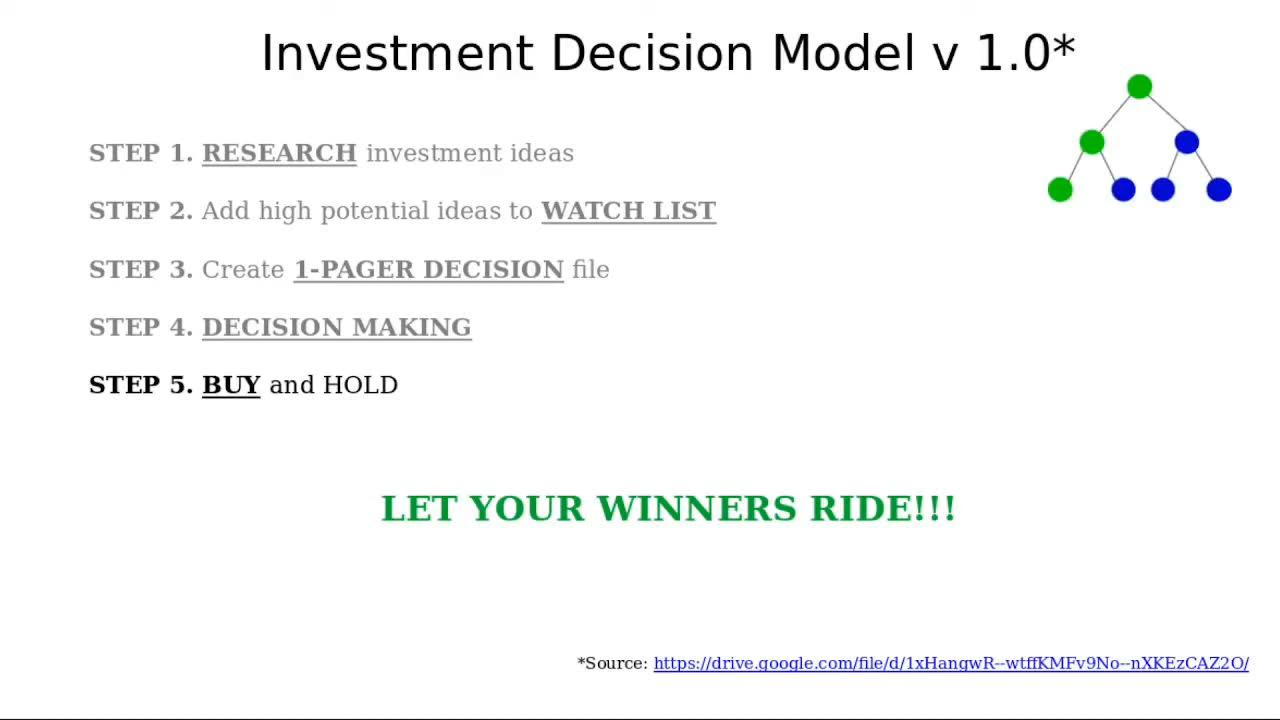 Investment Decision Model v 1.0*
STEP 1. RESEARCH investment ideas
STEP 2. Add high potential ideas to WATCH LIST
STEP 3. Create 1-PAGER DECISION file
STEP 4. DECISION MAKING
STEP 5. BUY and HOLD
LET YOUR WINNERS RIDE!!!
*Source: https://drive.google.com/file/d/1xHangwR--wtffKMFv9No--nXKEzCAZ2O/